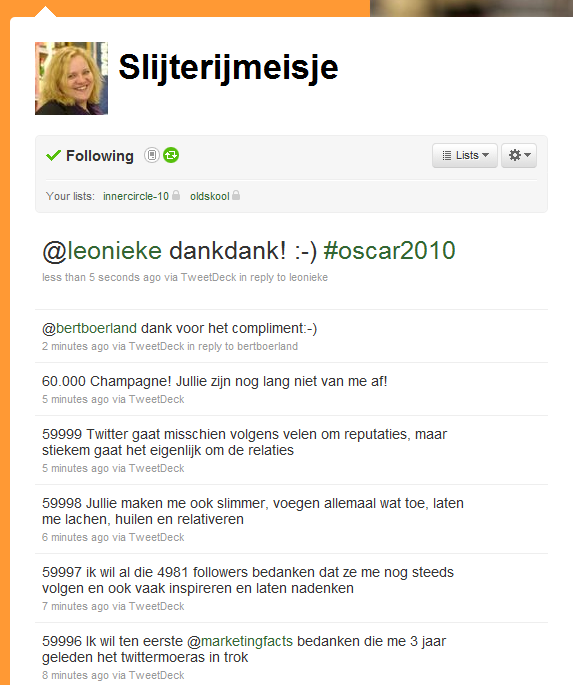 Slijterijmeisje
Following
Lists
Your lists: innercircle-10 oldskool
@leonieke dankdank! :-) #oscar2010
less than 5 seconds ago via TweetDeck in reply to leonieke
@bertboerland dank voor het compliment:-)
2 minutes ago via TweetDeck in reply to bertboerland
60.000 Champagne! Jullie zijn nog lang niet van me af!
5 minutes ago via TweetDeck
59999 Twitter gaat misschien volgens velen om reputaties, maar
stiekem gaat het eigenlijk om de relaties
5 minutes ago via TweetDeck
59998 Jullie maken me ook slimmer, voegen allemaal wat toe, laten
me lachen, huilen en relativeren
6 minutes ago via TweetDeck
59997 ik wil al die 4981 followers bedanken dat ze me nog steeds
volgen en ook vaak inspireren en laten nadenken
7 minutes ago via TweetDeck
59996 Ik wil ten eerste @marketingfacts bedanken die me 3 jaar
geleden het twittermoeras in trok
8 minutes ago via TweetDeck